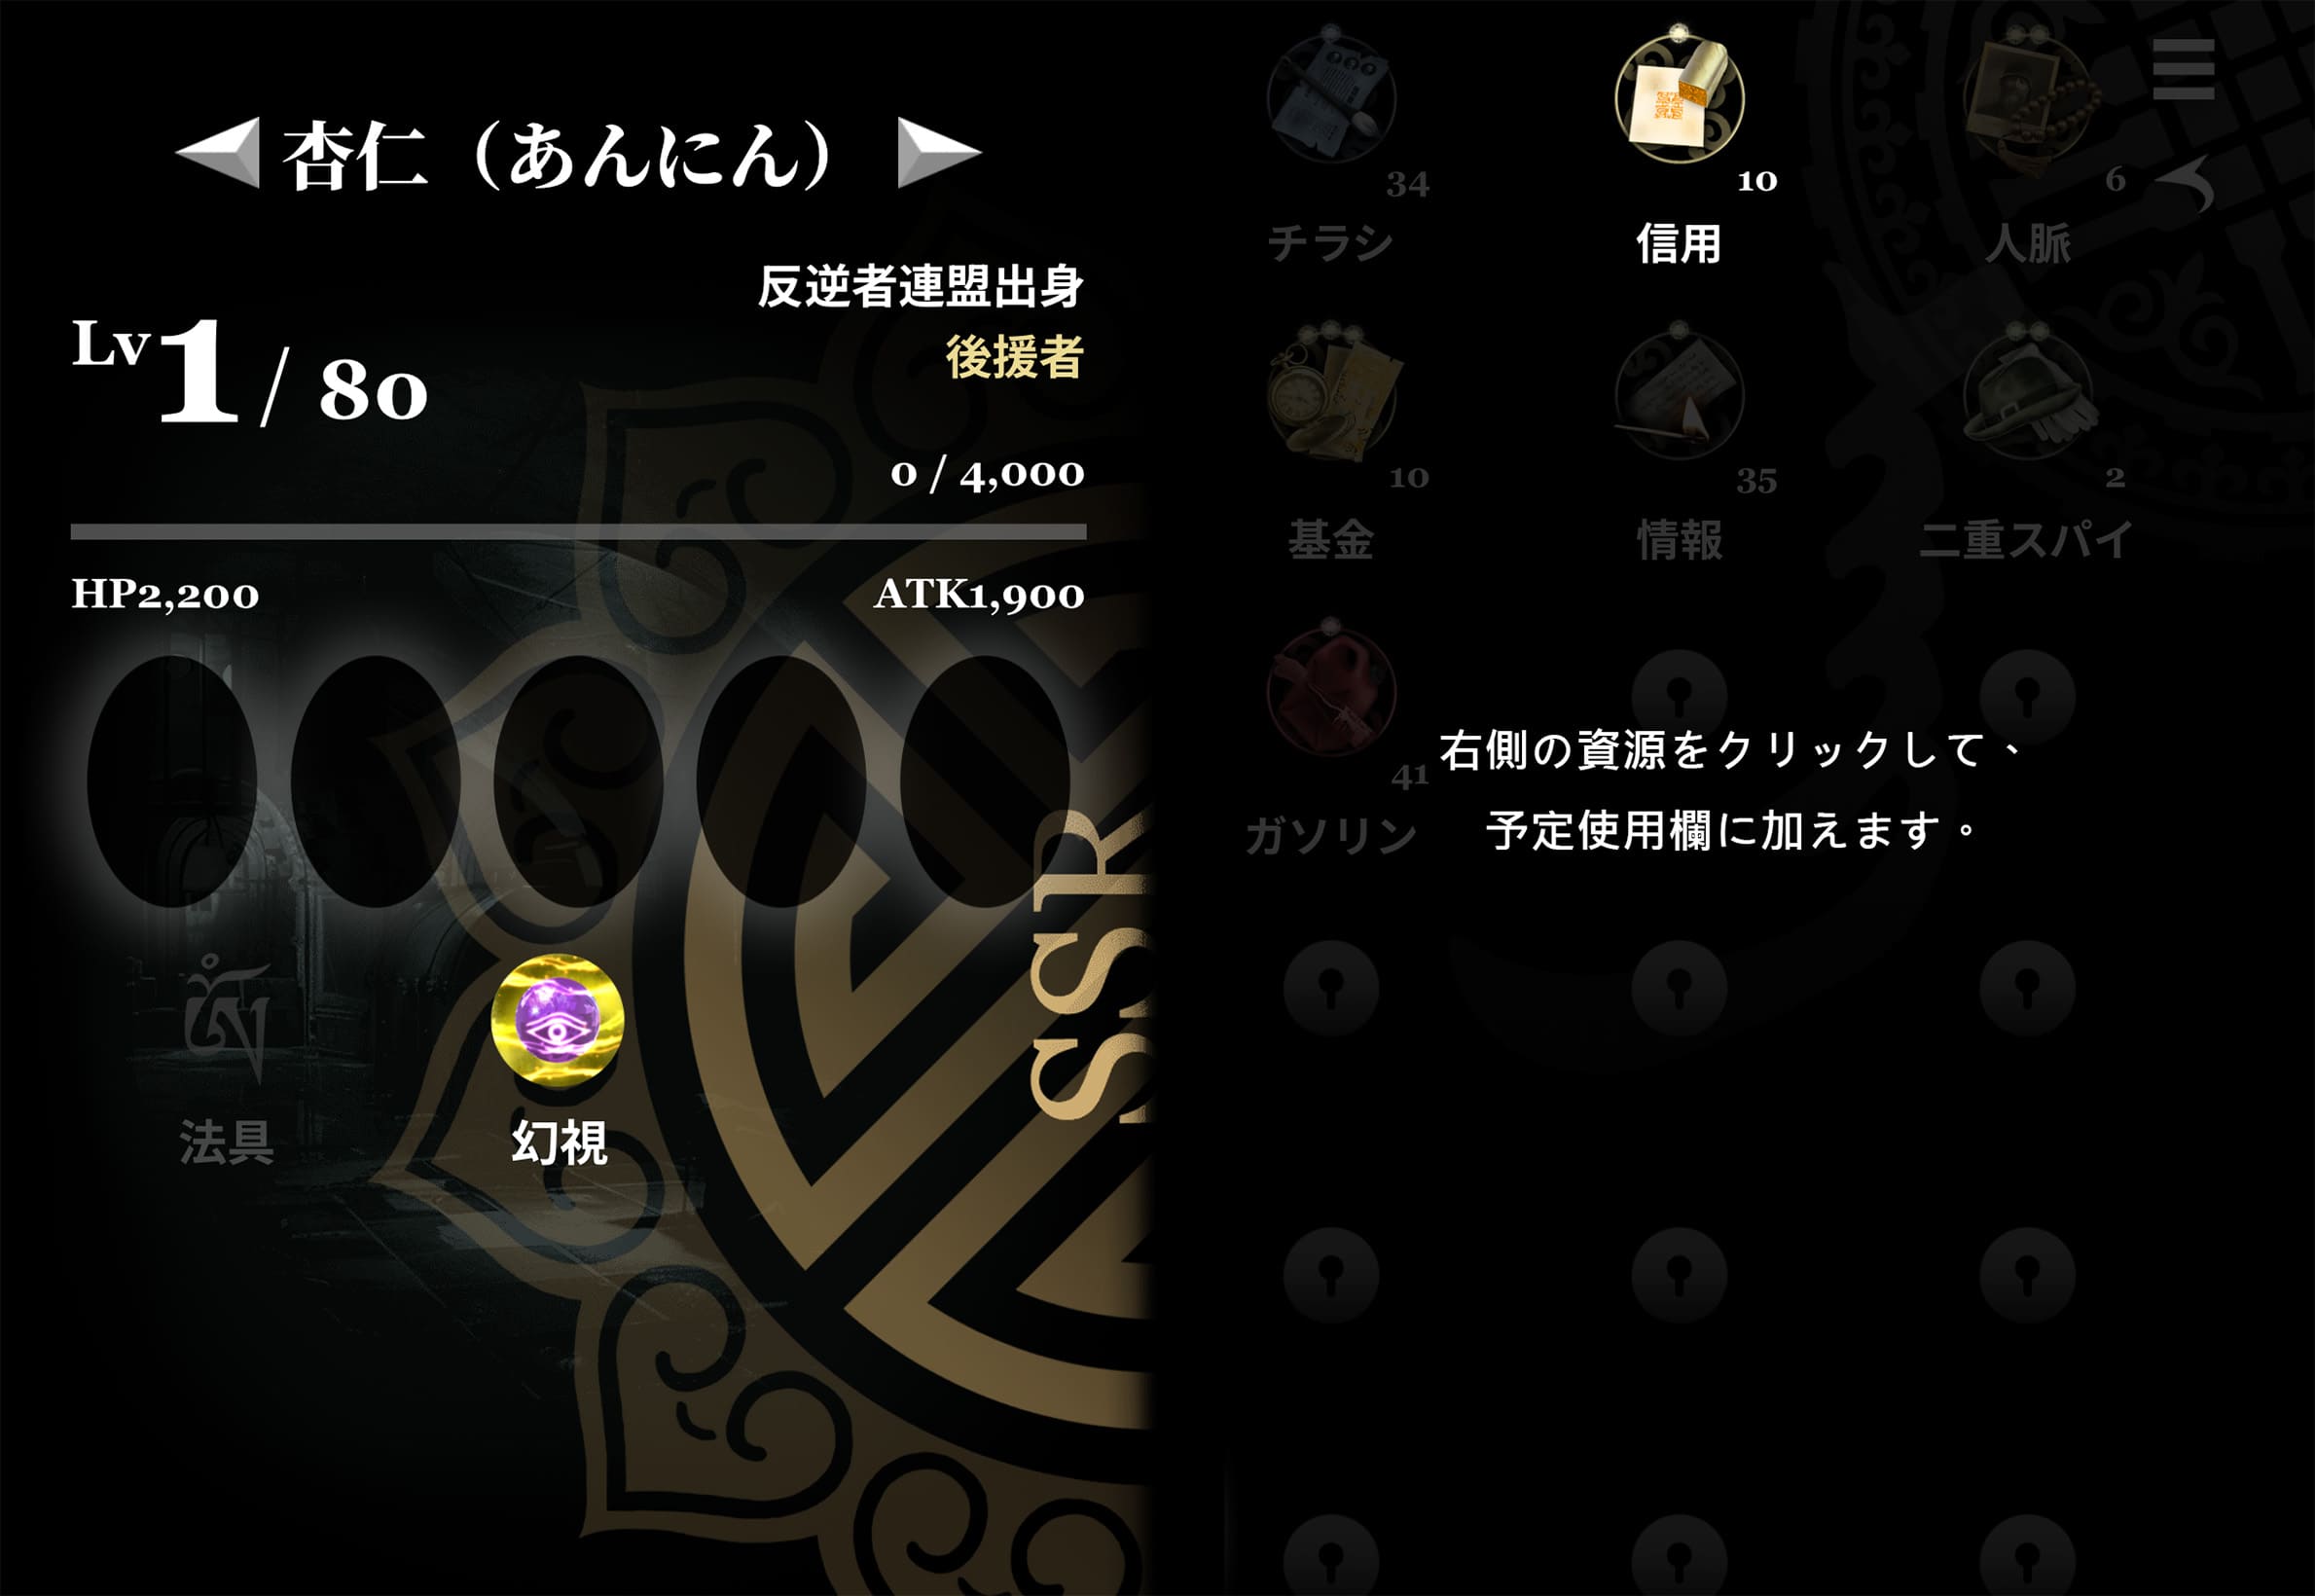 杏仁（あんにん）
反逆者連盟出身
後援者
Lv1 / 80
0 / 4,000
HP2,200
ATK1,900
SSR
法具
幻視
34
10
6
チラシ
信用
人脈
10
35
2
基金
情報
二重スパイ
41
ガソリン
右側の資源をクリックして、
予定使用欄に加えます。